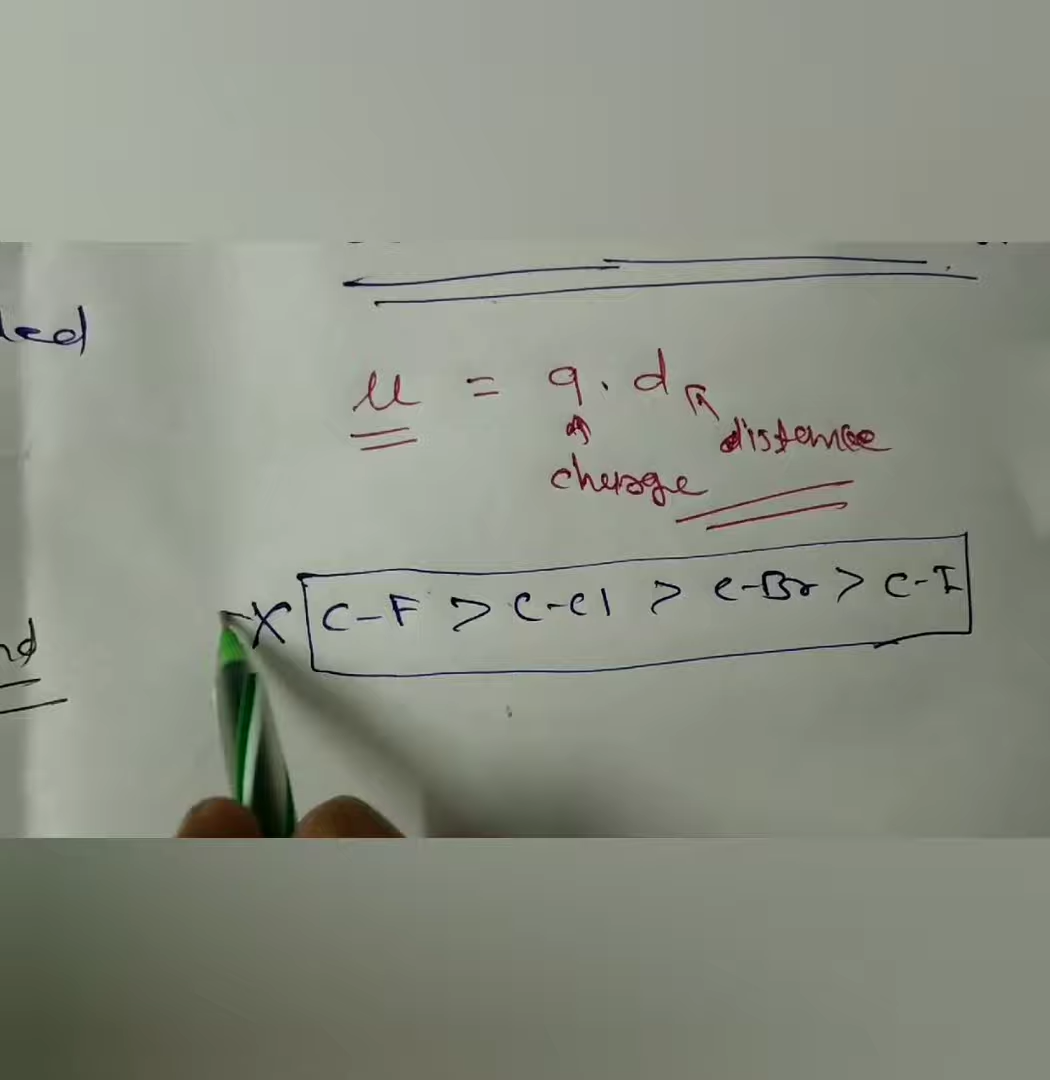 μ = q. d
distance
charge
-X C-F > C-Cl > C-Br > C-I